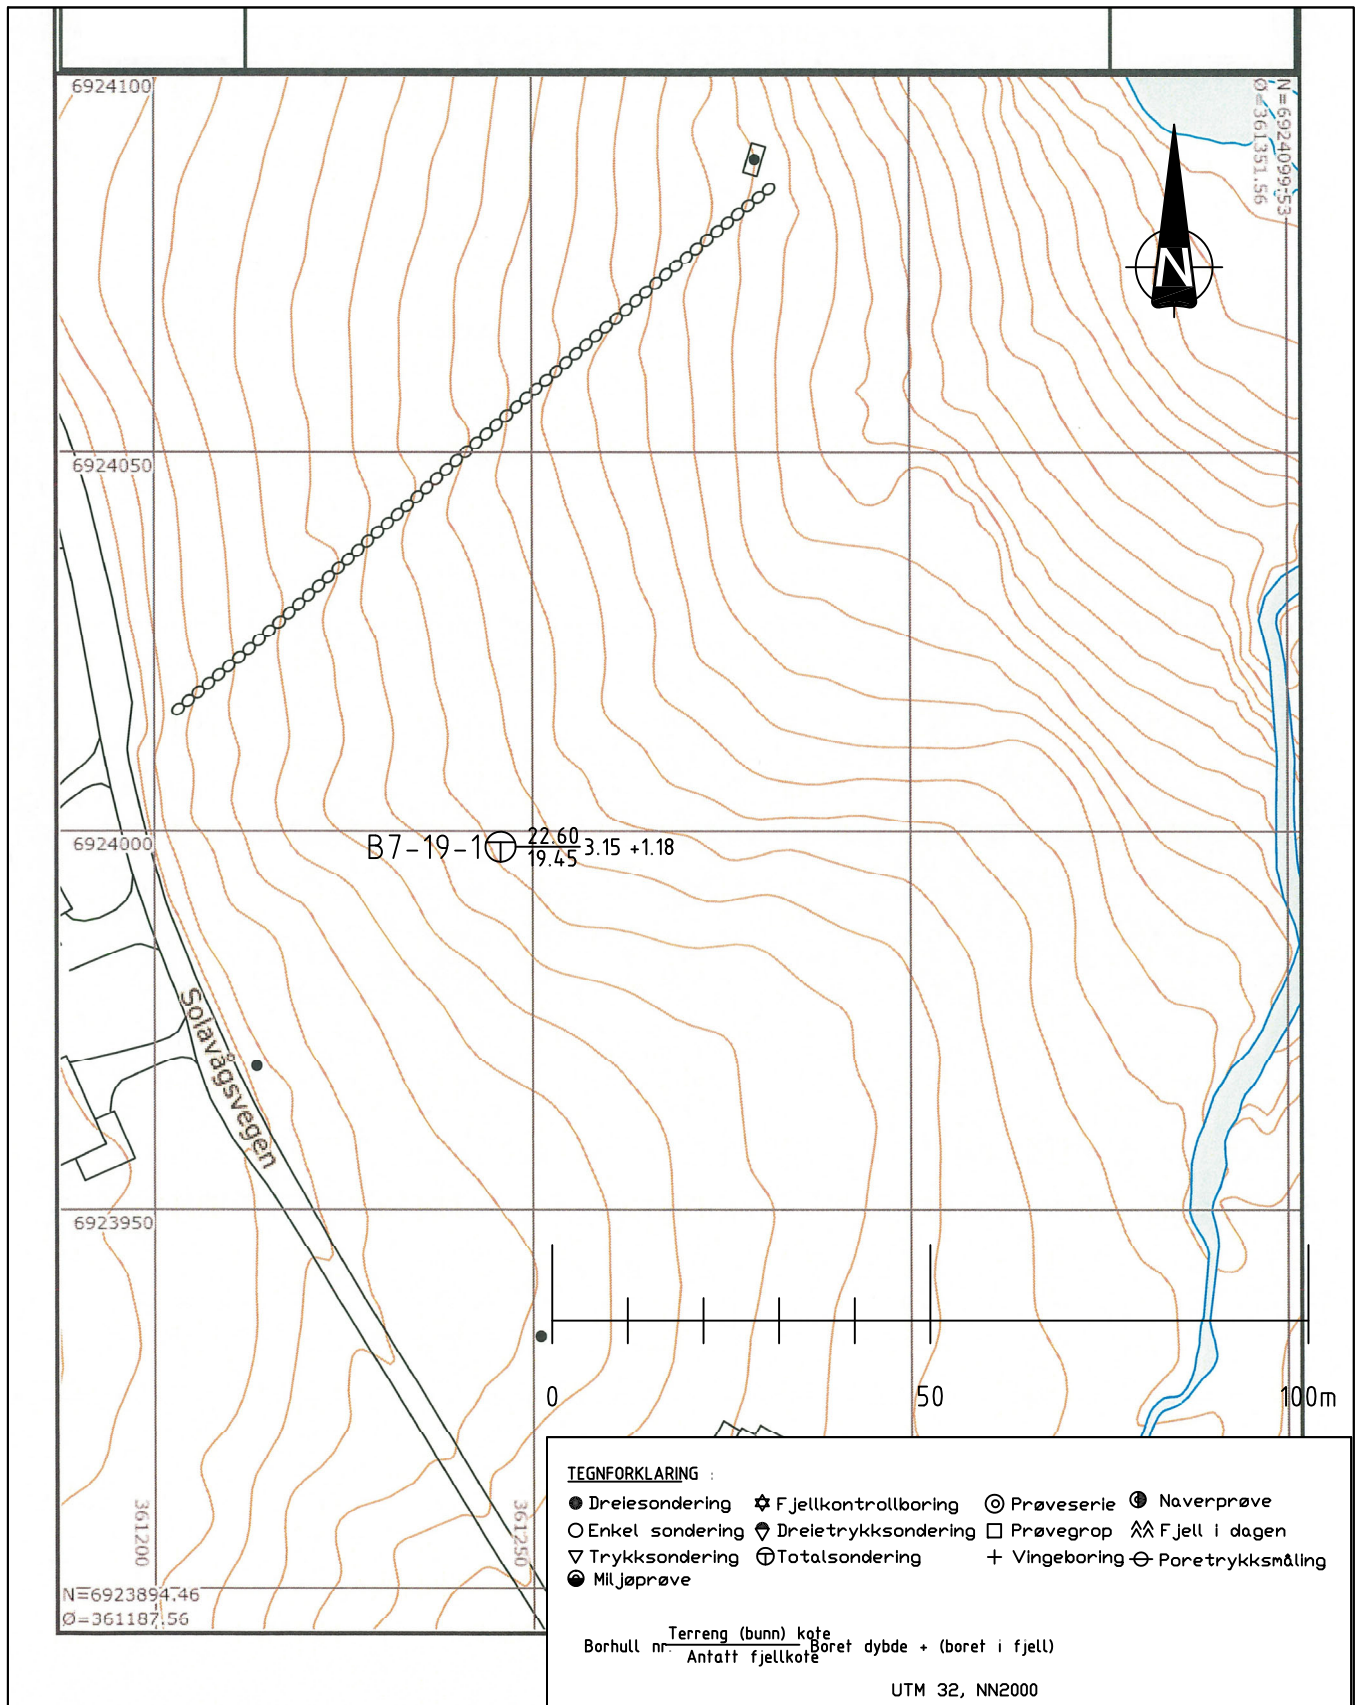 6924100
N=6924099.53
Ø=361351.56
N
6924050
6924000
B7-19-1 22.60 3.15 +1.18
19.45
Solavågsvegen
6923950
0 50 100m
361200
361250
N=6923894.46
Ø=361187.56
TEGNFORKLARING :
Dreiesondering Fjellkontrollboring Prøveserie Naverprøve
Enkel sondering Dreietrykksondering Prøvegrop Fjell i dagen
Trykksondering Totalsondering Vingeboring Poretrykksmåling
Miljøprøve
Borhull nr. Terreng (bunn) kote Boret dybde + (boret i fjell)
Antatt fjellkote
UTM 32, NN2000